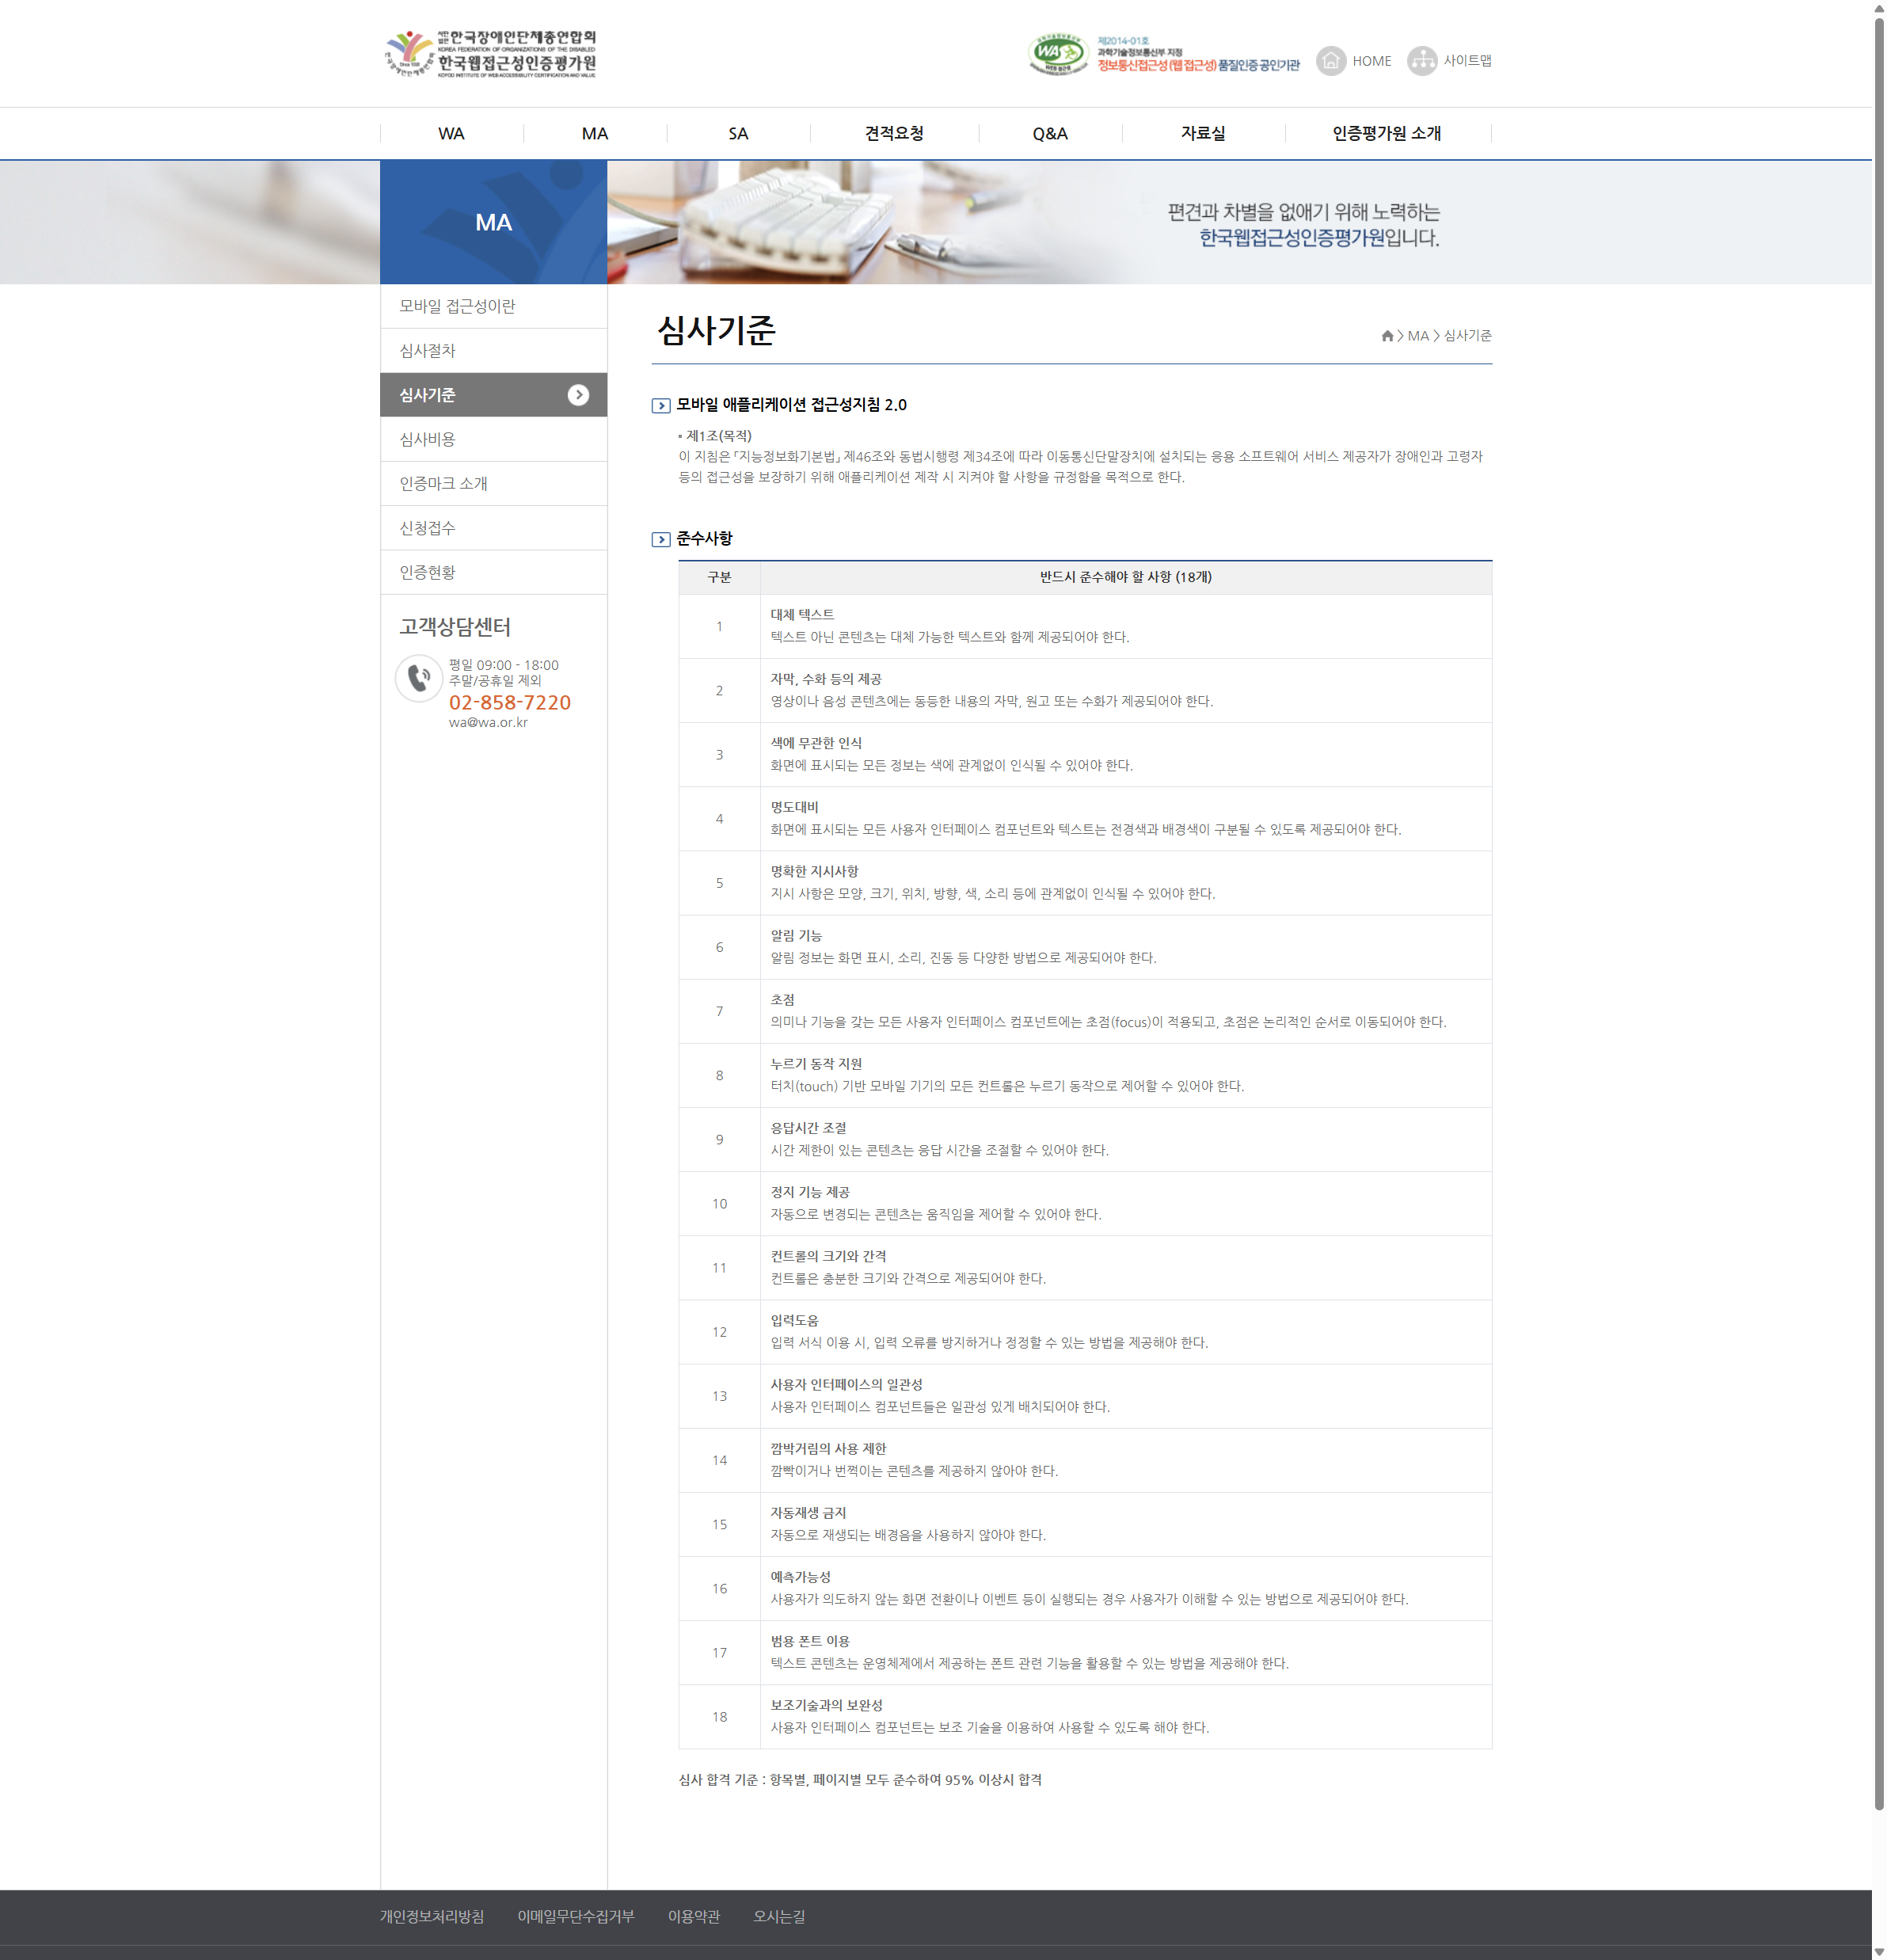 사단법인 한국장애인단체총연합회
KOREA FEDERATION OF ORGANIZATIONS OF THE DISABLED
한국웹접근성인증평가원
KOFOD INSTITUTE OF WEB-ACCESSIBILITY CERTIFICATION AND VALUE
제2014-01호
과학기술정보통신부 지정
정보통신접근성(웹 접근성) 품질인증 공인기관
HOME
사이트맵
WA
MA
SA
견적요청
Q&A
자료실
인증평가원 소개
MA
편견과 차별을 없애기 위해 노력하는
한국웹접근성인증평가원입니다.
모바일 접근성이란
심사절차
심사기준
심사비용
인증마크 소개
신청접수
인증현황
고객상담센터
평일 09:00 - 18:00
주말/공휴일 제외
02-858-7220
wa@wa.or.kr
심사기준
> MA > 심사기준
모바일 애플리케이션 접근성지침 2.0
제1조(목적)
이 지침은 「지능정보화기본법」 제46조와 동법시행령 제34조에 따라 이동통신단말장치에 설치되는 응용 소프트웨어 서비스 제공자가 장애인과 고령자
등의 접근성을 보장하기 위해 애플리케이션 제작 시 지켜야 할 사항을 규정함을 목적으로 한다.
준수사항
구분 반드시 준수해야 할 사항 (18개)
1
대체 텍스트
텍스트 아닌 콘텐츠는 대체 가능한 텍스트와 함께 제공되어야 한다.
2
자막, 수화 등의 제공
영상이나 음성 콘텐츠에는 동등한 내용의 자막, 원고 또는 수화가 제공되어야 한다.
3
색에 무관한 인식
화면에 표시되는 모든 정보는 색에 관계없이 인식될 수 있어야 한다.
4
명도대비
화면에 표시되는 모든 사용자 인터페이스 컴포넌트와 텍스트는 전경색과 배경색이 구분될 수 있도록 제공되어야 한다.
5
명확한 지시사항
지시 사항은 모양, 크기, 위치, 방향, 색, 소리 등에 관계없이 인식될 수 있어야 한다.
6
알림 기능
알림 정보는 화면 표시, 소리, 진동 등 다양한 방법으로 제공되어야 한다.
7
초점
의미나 기능을 갖는 모든 사용자 인터페이스 컴포넌트에는 초점(focus)이 적용되고, 초점은 논리적인 순서로 이동되어야 한다.
8
누르기 동작 지원
터치(touch) 기반 모바일 기기의 모든 컨트롤은 누르기 동작으로 제어할 수 있어야 한다.
9
응답시간 조절
시간 제한이 있는 콘텐츠는 응답 시간을 조절할 수 있어야 한다.
10
정지 기능 제공
자동으로 변경되는 콘텐츠는 움직임을 제어할 수 있어야 한다.
11
컨트롤의 크기와 간격
컨트롤은 충분한 크기와 간격으로 제공되어야 한다.
12
입력도움
입력 서식 이용 시, 입력 오류를 방지하거나 정정할 수 있는 방법을 제공해야 한다.
13
사용자 인터페이스의 일관성
사용자 인터페이스 컴포넌트들은 일관성 있게 배치되어야 한다.
14
깜박거림의 사용 제한
깜빡이거나 번쩍이는 콘텐츠를 제공하지 않아야 한다.
15
자동재생 금지
자동으로 재생되는 배경음을 사용하지 않아야 한다.
16
예측가능성
사용자가 의도하지 않는 화면 전환이나 이벤트 등이 실행되는 경우 사용자가 이해할 수 있는 방법으로 제공되어야 한다.
17
범용 폰트 이용
텍스트 콘텐츠는 운영체제에서 제공하는 폰트 관련 기능을 활용할 수 있는 방법을 제공해야 한다.
18
보조기술과의 보완성
사용자 인터페이스 컴포넌트는 보조 기술을 이용하여 사용할 수 있도록 해야 한다.
심사 합격 기준 : 항목별, 페이지별 모두 준수하여 95% 이상시 합격
개인정보처리방침
이메일무단수집거부
이용약관
오시는길